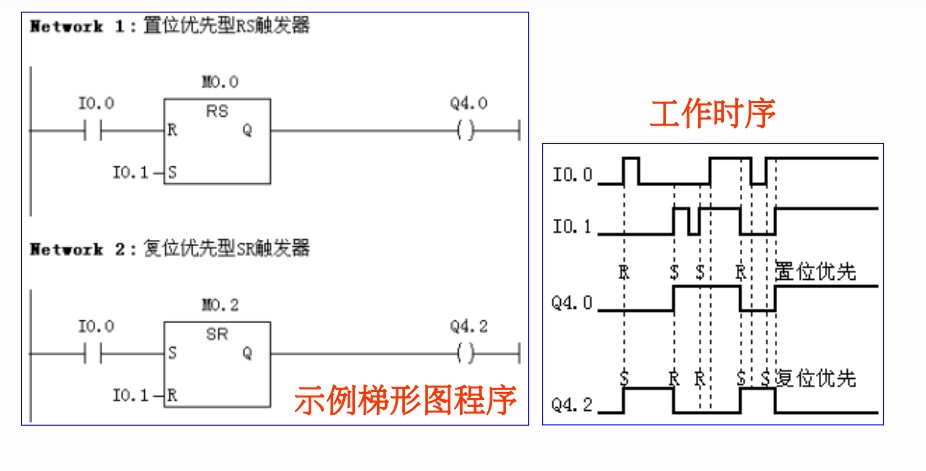 Network 1：置位优先型RS触发器
M0.0
I0.0
RS
Q4.0
R
Q
( )
I0.1
S
Network 2：复位优先型SR触发器
M0.2
I0.0
SR
Q4.2
S
Q
( )
I0.1
R
示例梯形图程序
工作时序
I0.0
I0.1
R S S R 置位优先
Q4.0
S R R S S 复位优先
Q4.2